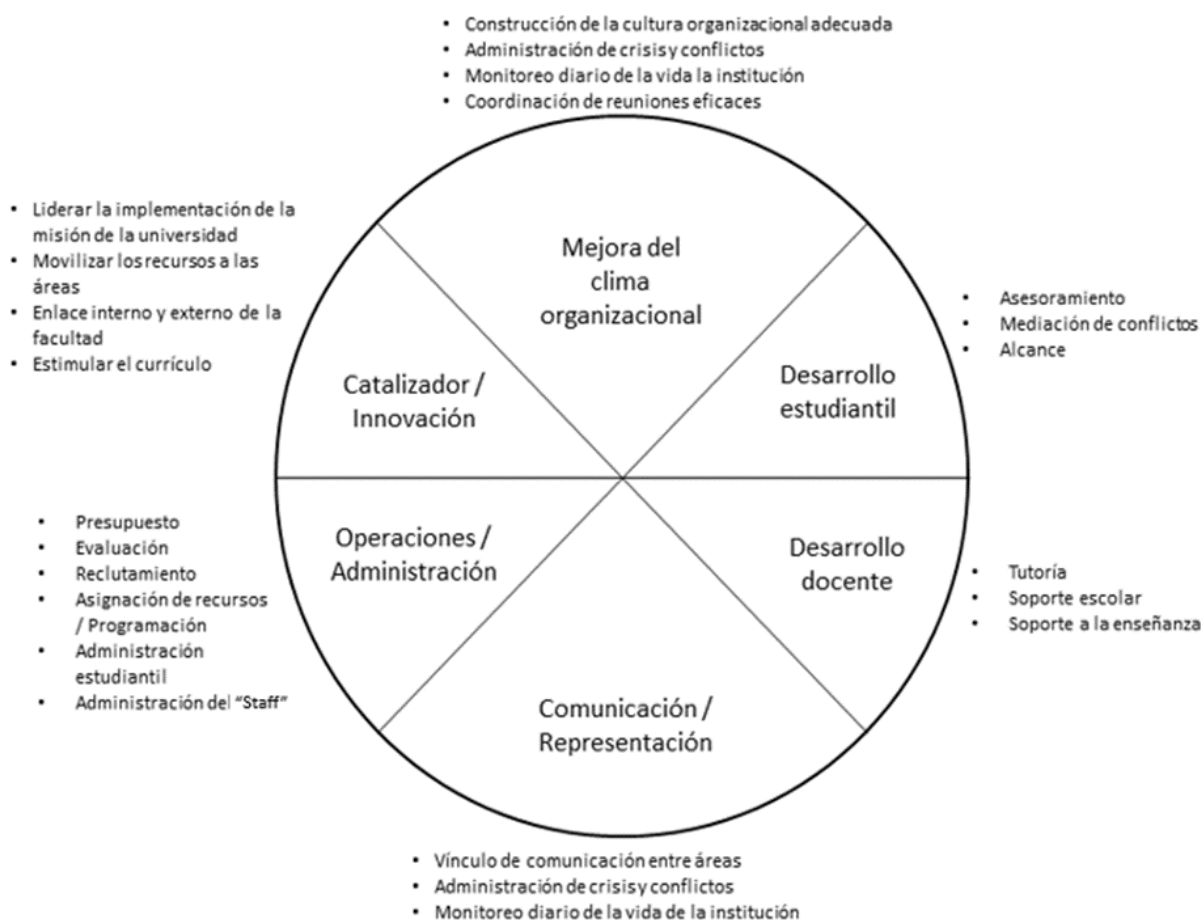 • Construcción de la cultura organizacional adecuada
• Administración de crisis y conflictos
• Monitoreo diario de la vida la institución
• Coordinación de reuniones eficaces
• Liderar la implementación de la
misión de la universidad
• Movilizar los recursos a las
áreas
• Enlace interno y externo de la
facultad
• Estimular el currículo
Mejora del
clima
organizacional
• Asesoramiento
• Mediación de conflictos
• Alcance
Desarrollo
estudiantil
Catalizador /
Innovación
• Presupuesto
• Evaluación
• Reclutamiento
• Asignación de recursos
/ Programación
• Administración
estudiantil
• Administración del “Staff”
Operaciones /
Administración
Desarrollo
docente
• Tutoría
• Soporte escolar
• Soporte a la enseñanza
Comunicación /
Representación
• Vínculo de comunicación entre áreas
• Administración de crisis y conflictos
• Monitoreo diario de la vida de la institución